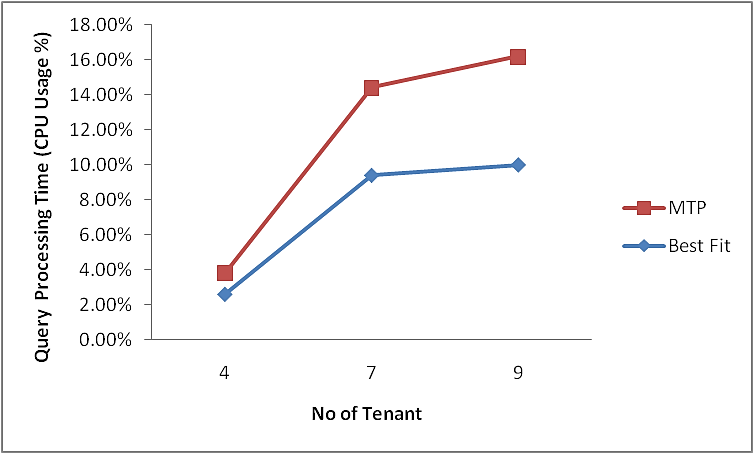 Query Processing Time (CPU Usage %)
18.00%
16.00%
14.00%
12.00%
10.00%
8.00%
6.00%
4.00%
2.00%
0.00%
4 7 9
No of Tenant
MTP
Best Fit